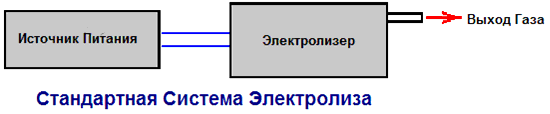 Источник Питания
Электролизер
Выход Газа
Стандартная Система Электролиза